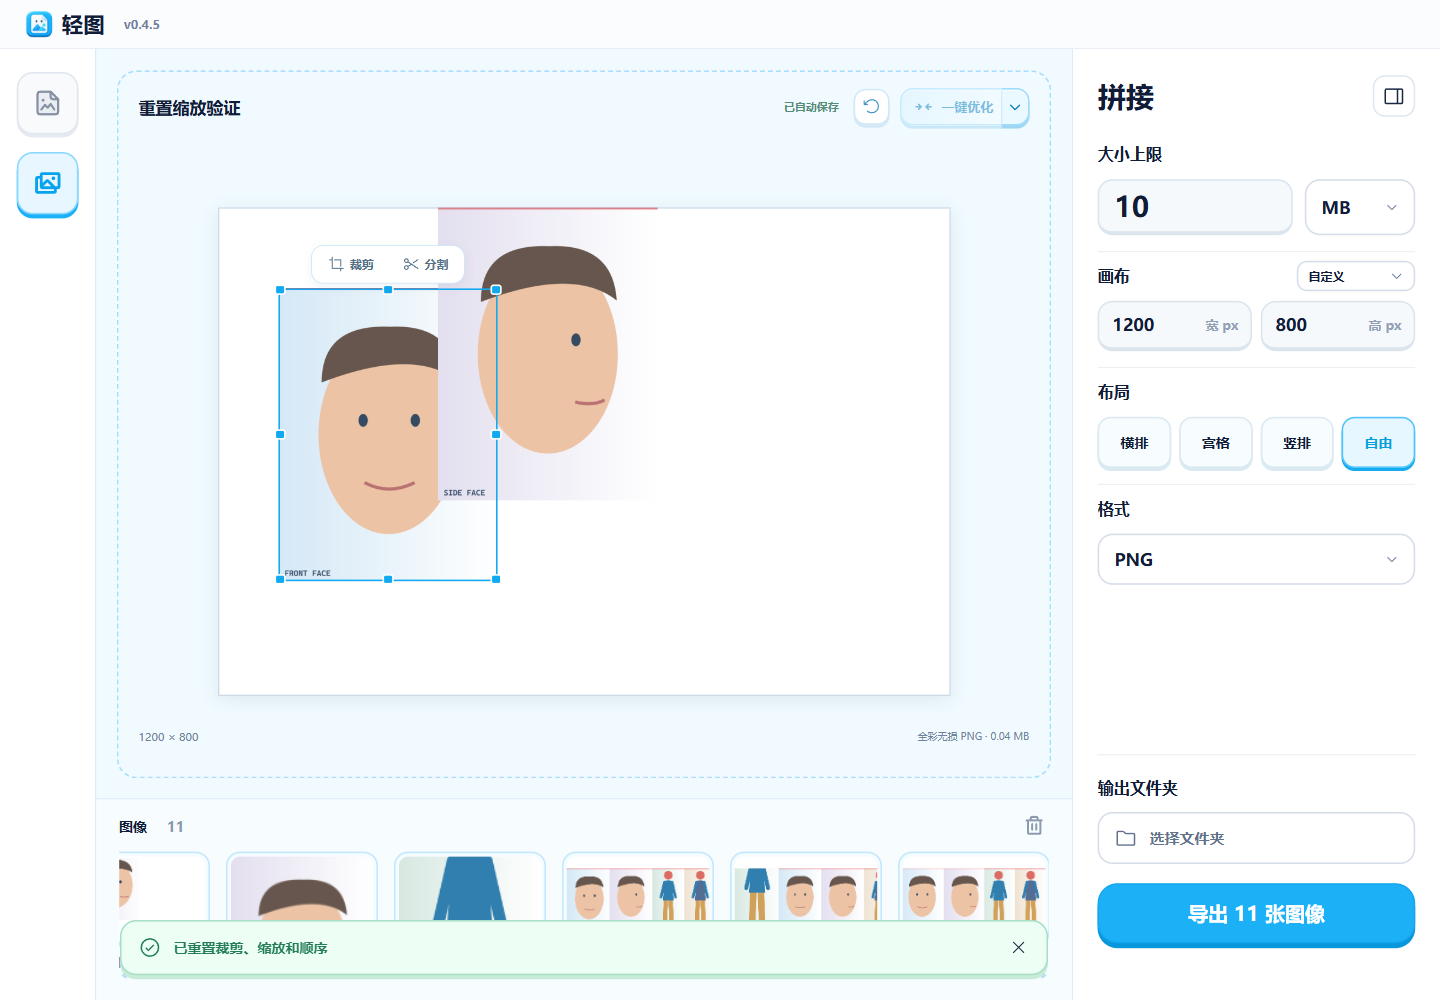 轻图 v0.4.5
重置缩放验证
已自动保存
一键优化
裁剪 分割
SIDE FACE
FRONT FACE
1200 × 800
全彩无损 PNG · 0.04 MB
图像 11
已重置裁剪、缩放和顺序
拼接
大小上限
10 MB
画布 自定义
1200 宽 px 800 高 px
布局
横排 宫格 竖排 自由
格式
PNG
输出文件夹
选择文件夹
导出 11 张图像